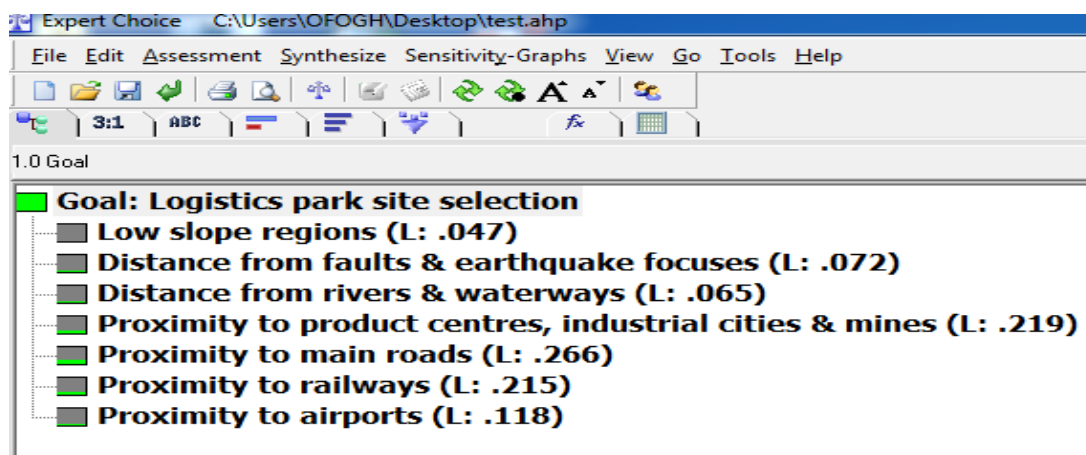 Expert Choice C:\Users\OFOGH\Desktop\test.ahp
File Edit Assessment Synthesize Sensitivity-Graphs View Go Tools Help
A A
3:1 ABC fx
1.0 Goal
Goal: Logistics park site selection
Low slope regions (L: .047)
Distance from faults & earthquake focuses (L: .072)
Distance from rivers & waterways (L: .065)
Proximity to product centres, industrial cities & mines (L: .219)
Proximity to main roads (L: .266)
Proximity to railways (L: .215)
Proximity to airports (L: .118)